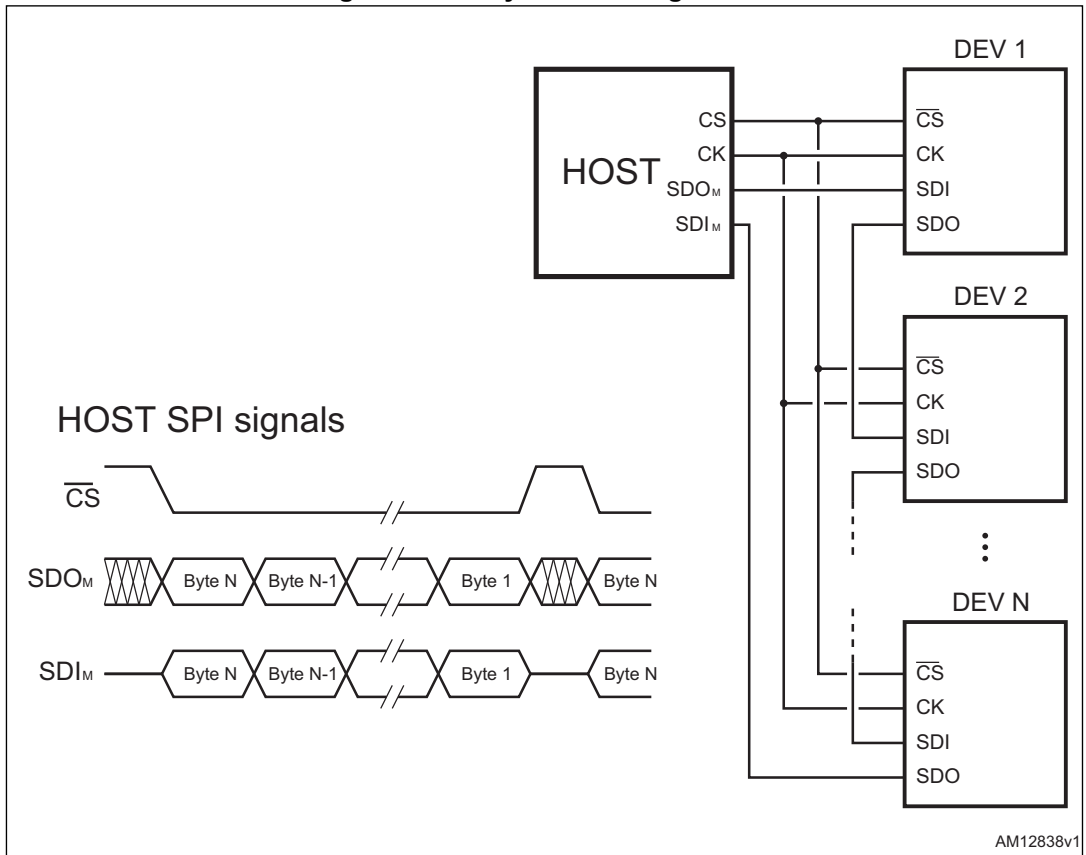 DEV 1
CS
CK
SDOM
SDIM
HOST
CS
CK
SDI
SDO
DEV 2
CS
CK
SDI
SDO
DEV N
CS
CK
SDI
SDO
HOST SPI signals
CS
SDOM
Byte N
Byte N-1
Byte 1
Byte N
SDIM
Byte N
Byte N-1
Byte 1
Byte N
AM12838v1